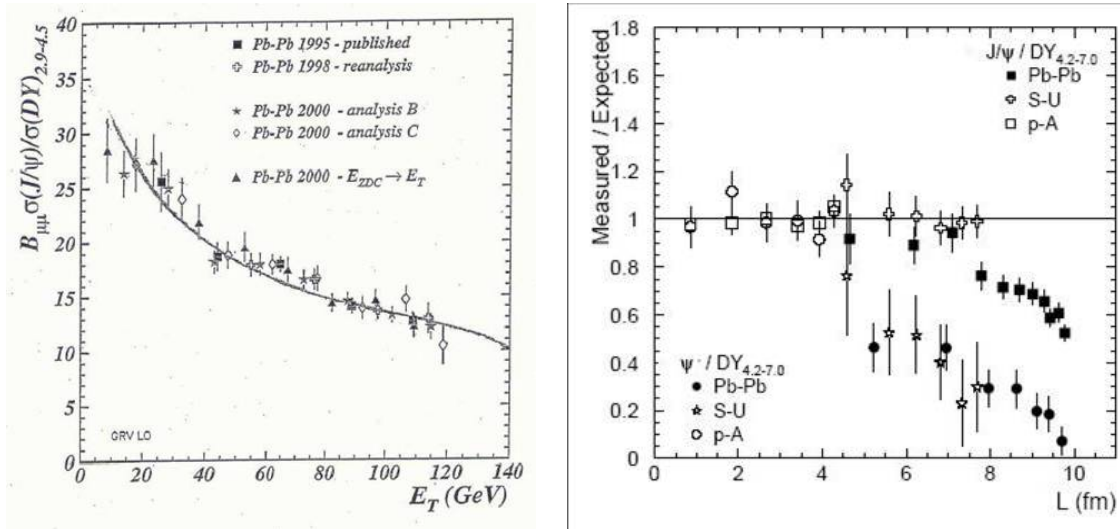 40
35
30
25
20
15
10
5
0
B_μμ σ(J/ψ)/σ(DY)_2.9-4.5
Pb-Pb 1995 - published
Pb-Pb 1998 - reanalysis
Pb-Pb 2000 - analysis B
Pb-Pb 2000 - analysis C
Pb-Pb 2000 - E_ZDC → E_T
GRV LO
0 20 40 60 80 100 120 140
E_T (GeV)
Measured / Expected
1.8
1.6
1.4
1.2
1
0.8
0.6
0.4
0.2
0
J/ψ / DY_4.2-7.0
Pb-Pb
S-U
p-A
ψ' / DY_4.2-7.0
Pb-Pb
S-U
p-A
0 2 4 6 8 10
L (fm)